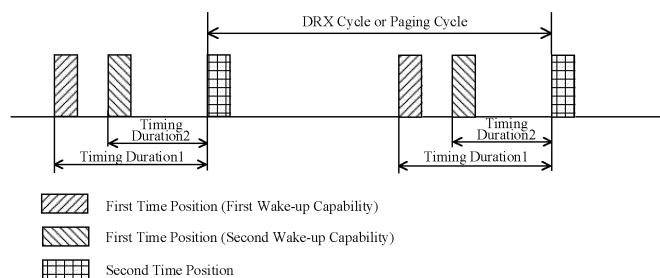 DRX Cycle or Paging Cycle
Timing
Duration2
Timing Duration1
Timing
Duration2
Timing Duration1
First Time Position (First Wake-up Capability)
First Time Position (Second Wake-up Capability)
Second Time Position